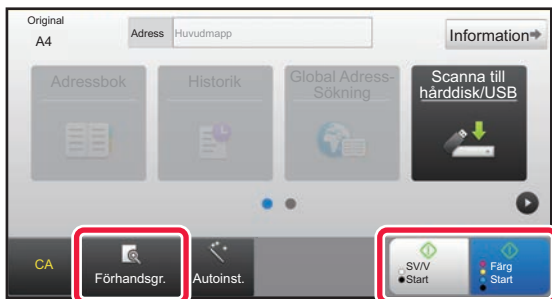 Original
A4
Adress
Huvudmapp
Information
Adressbok
Historik
Global Adress-
Sökning
Scanna till
hårddisk/USB
CA
Förhandsgr.
Autoinst.
SV/V
Start
Färg
Start